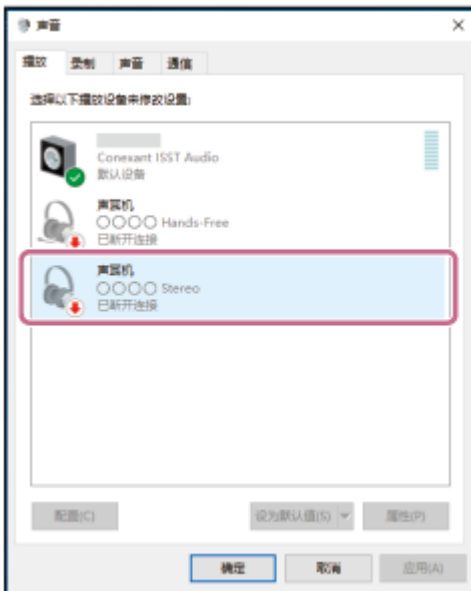 声音
播放 录制 声音 通信
选择以下播放设备来修改设置:
Conexant ISST Audio
默认设备
声耳机
○○○○ Hands-Free
已断开连接
声耳机
○○○○ Stereo
已断开连接
配置(C) 设为默认值(S) 属性(P)
确定 取消 应用(A)